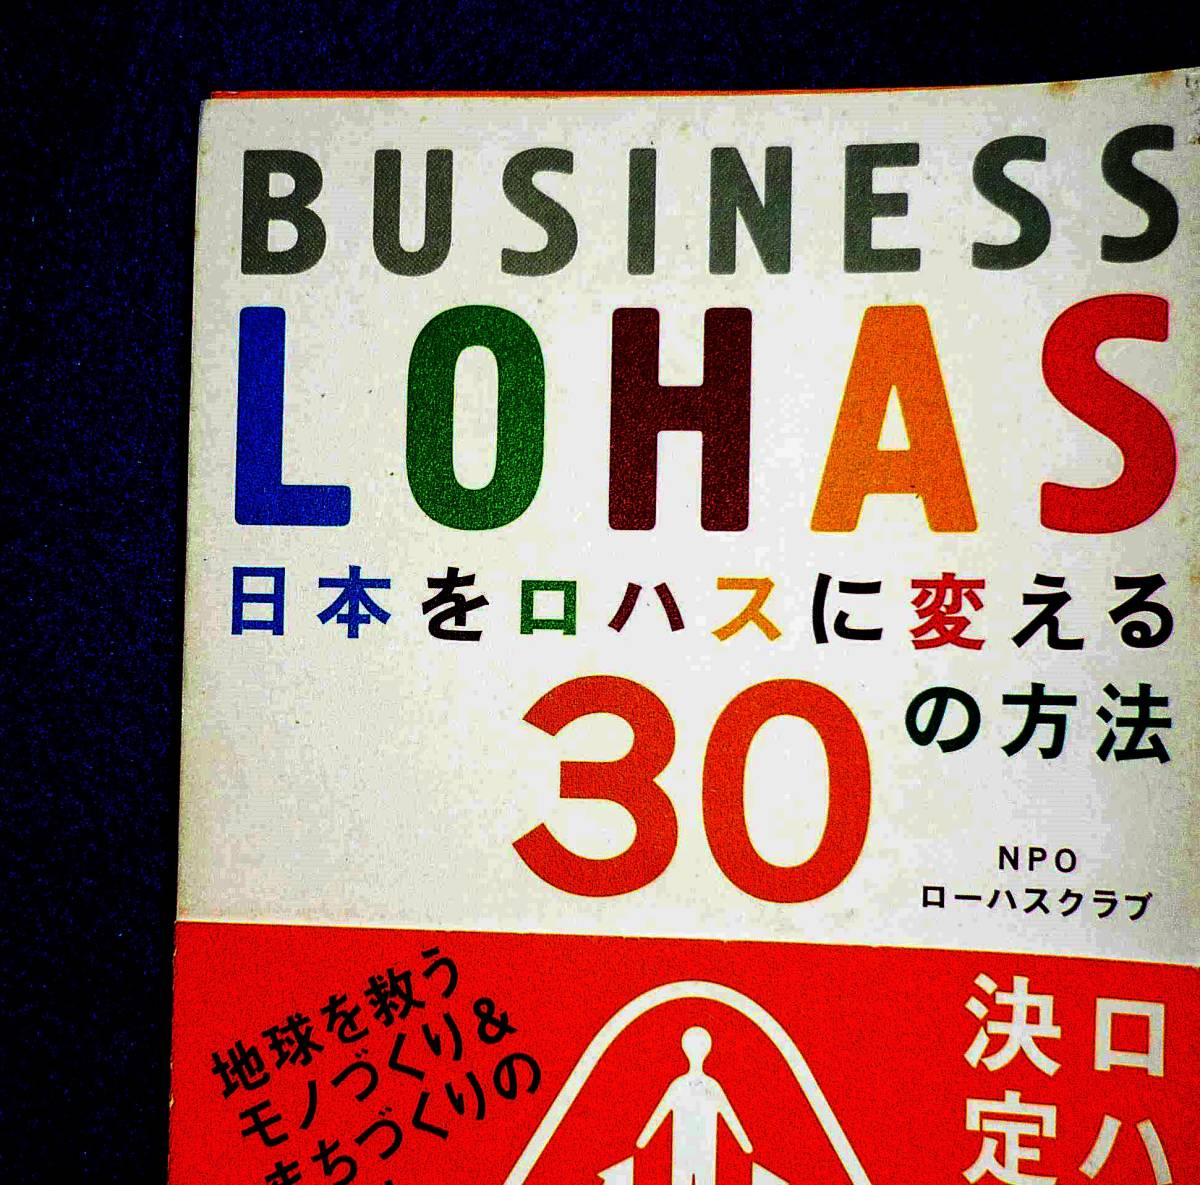 BUSINESS
LOHAS
日本をロハスに変える
30の方法
NPO
ローハスクラブ
地球を救う
モノづくり&
まちづくりの
ロハ
決定